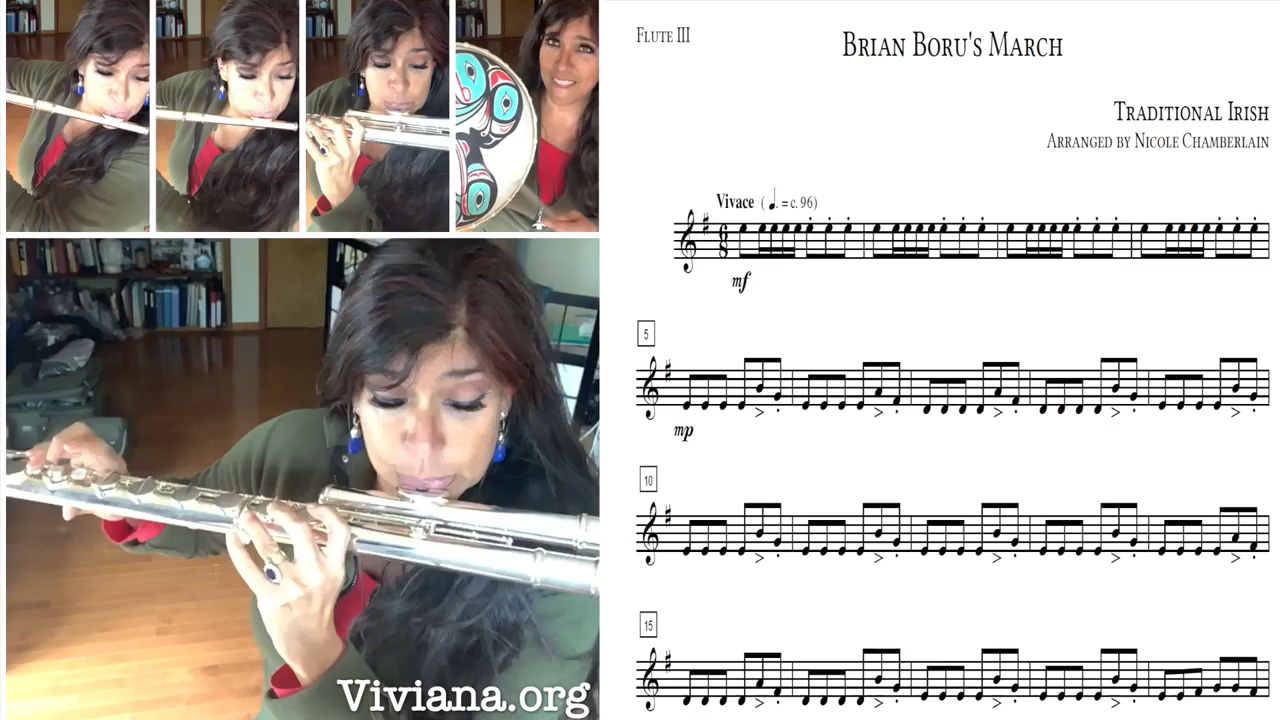 Flute III
Brian Boru's March
Traditional Irish
Arranged by Nicole Chamberlain
Vivace (♩. = c. 96)
mf
5
mp
10
15
Viviana.org